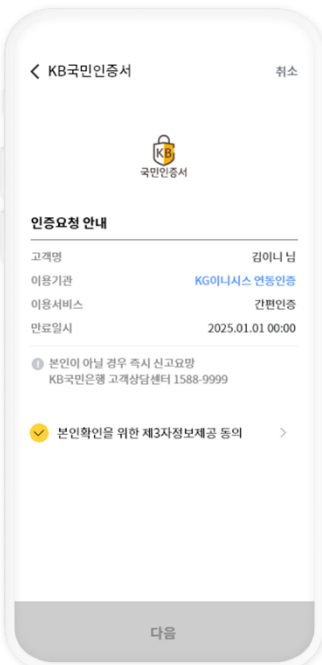 KB국민인증서
취소
KB
국민인증서
인증요청 안내
고객명 김이니 님
이용기관 KG이니시스 연동인증
이용서비스 간편인증
만료일시 2025.01.01 00:00
본인이 아닐 경우 즉시 신고요망
KB국민은행 고객상담센터 1588-9999
본인확인을 위한 제3자정보제공 동의
다음